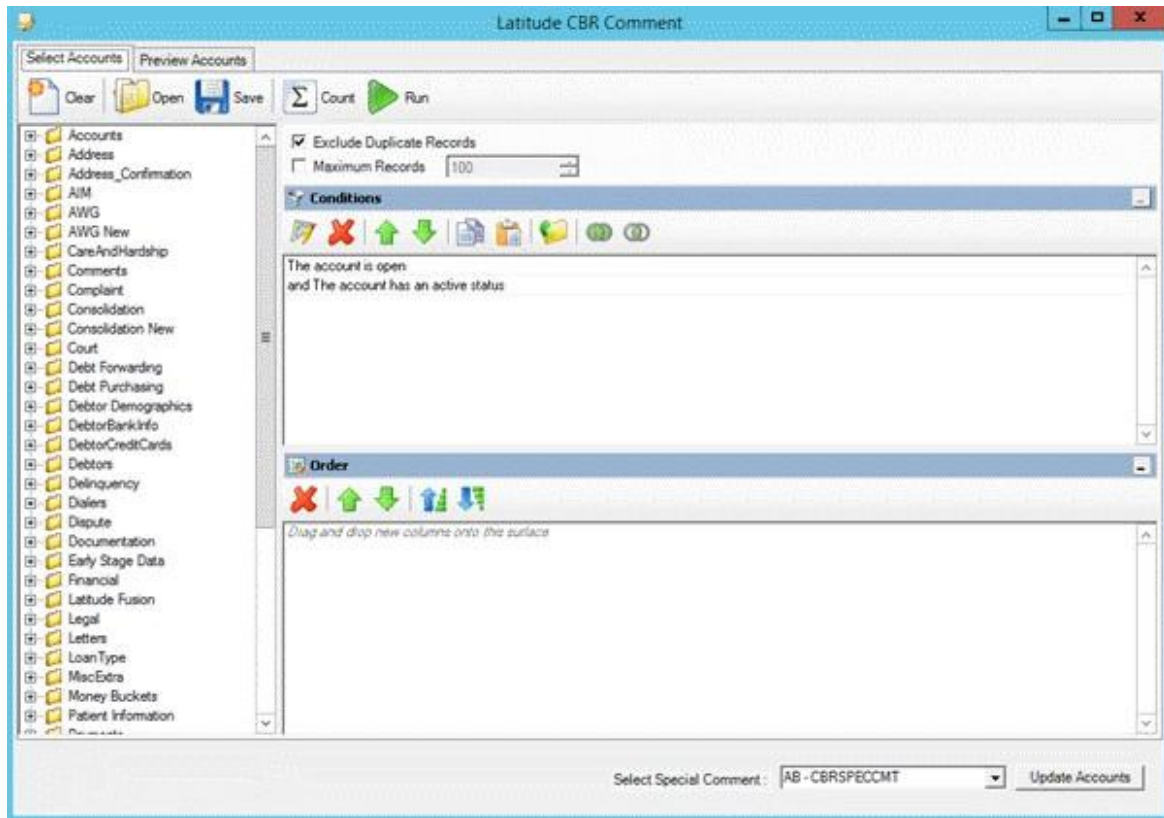 Latitude CBR Comment
Select Accounts Preview Accounts
Clear Open Save Count Run
Accounts
Address
Address_Confirmation
AIM
AWG
AWG New
CareAndHardship
Comments
Complaint
Consolidation
Consolidation New
Court
Debt Forwarding
Debt Purchasing
Debtor Demographics
DebtorBankInfo
DebtorCreditCards
Debtors
Delinquency
Dialers
Dispute
Documentation
Early Stage Data
Financial
Latitude Fusion
Legal
Letters
LoanType
MiscExtra
Money Buckets
Patient Information
Exclude Duplicate Records
Maximum Records 100
Conditions
The account is open
and The account has an active status
Order
Drag and drop new columns onto this surface
Select Special Comment : AB - CBRSPECCMT Update Accounts